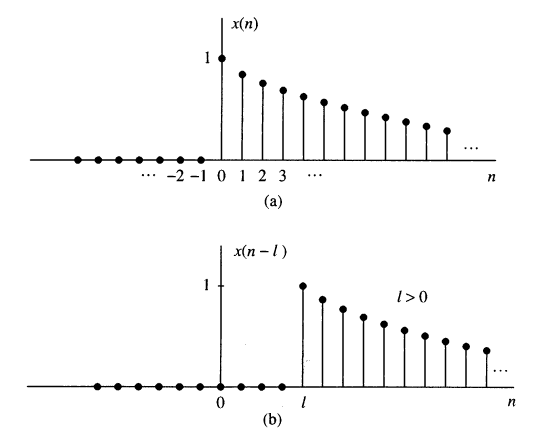 x(n)
1
··· −2 −1 0 1 2 3 ··· n
···
(a)
x(n − l)
1
l > 0
···
0 l n
(b)